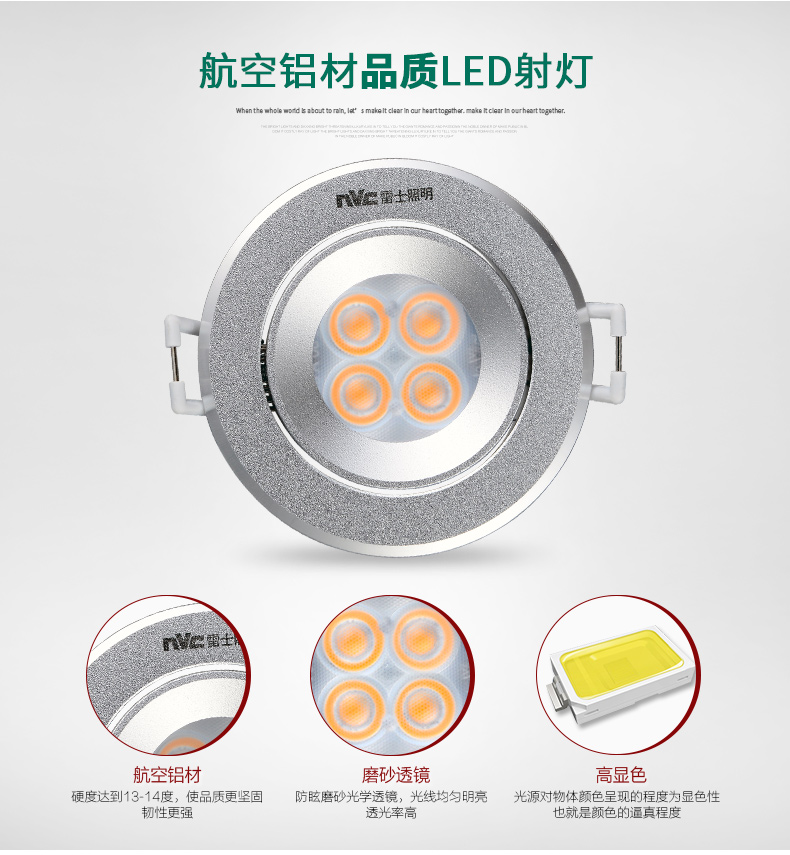 航空铝材品质LED射灯
When the whole world is about to rain, let' s make it clear in our heart together. make it clear in our heart together.
nVc 雷士照明
nVc 雷士
航空铝材
硬度达到13-14度，使品质更坚固
韧性更强
磨砂透镜
防眩磨砂光学透镜，光线均匀明亮
透光率高
高显色
光源对物体颜色呈现的程度为显色性
也就是颜色的逼真程度